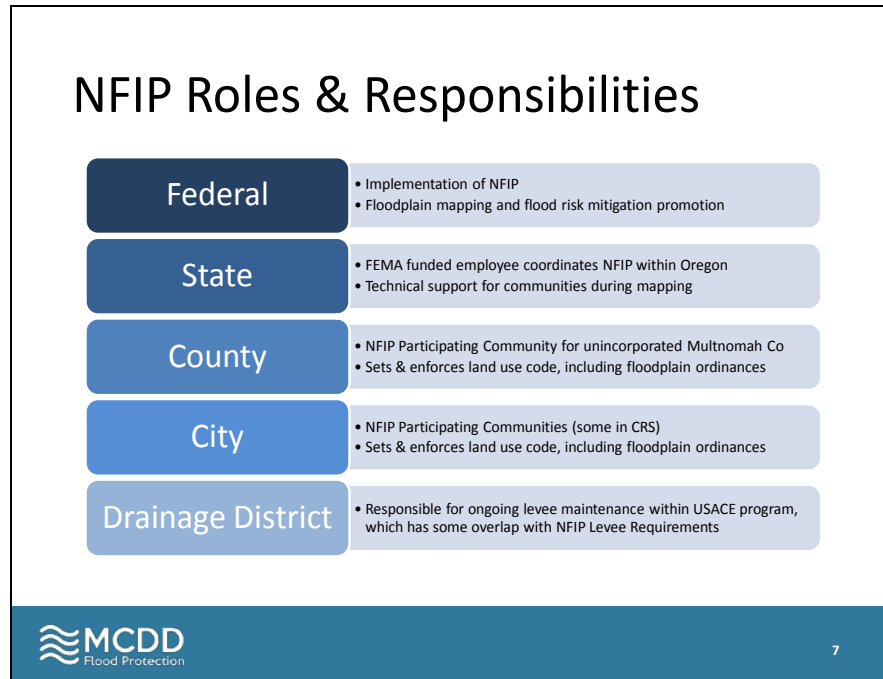 NFIP Roles & Responsibilities
Federal
• Implementation of NFIP
• Floodplain mapping and flood risk mitigation promotion
State
• FEMA funded employee coordinates NFIP within Oregon
• Technical support for communities during mapping
County
• NFIP Participating Community for unincorporated Multnomah Co
• Sets & enforces land use code, including floodplain ordinances
City
• NFIP Participating Communities (some in CRS)
• Sets & enforces land use code, including floodplain ordinances
Drainage District
• Responsible for ongoing levee maintenance within USACE program,
which has some overlap with NFIP Levee Requirements
MCDD
Flood Protection
7